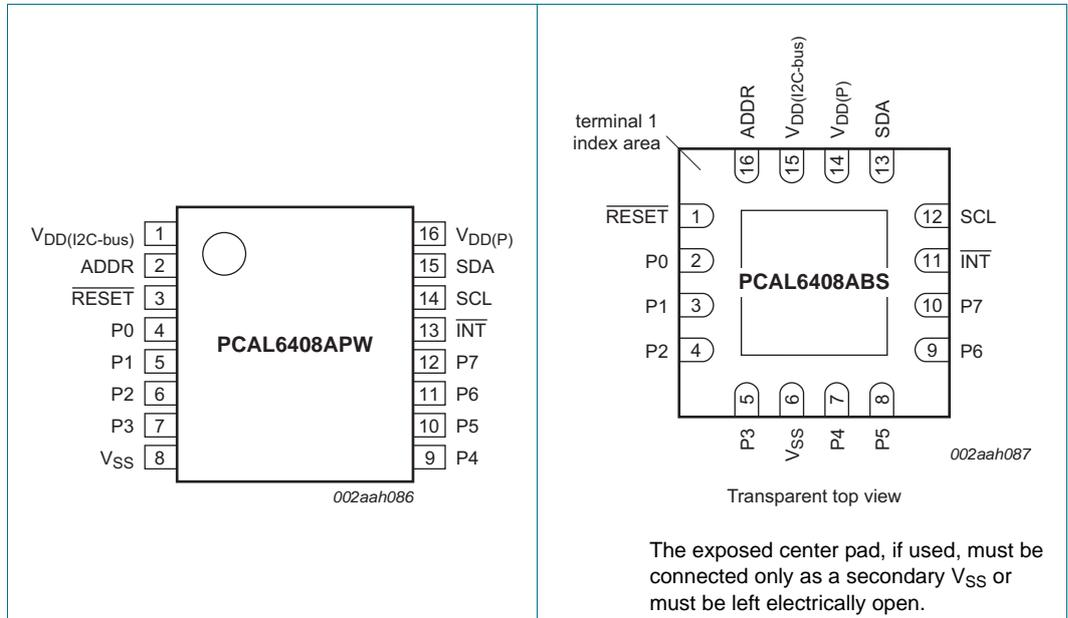 VDD(I2C-bus) 1
ADDR 2
RESET 3
P0 4
P1 5
P2 6
P3 7
VSS 8
PCAL6408APW
16 VDD(P)
15 SDA
14 SCL
13 INT
12 P7
11 P6
10 P5
9 P4
002aah086
terminal 1
index area
ADDR
VDD(I2C-bus)
VDD(P)
SDA
16
15
14
13
RESET 1
P0 2
P1 3
P2 4
PCAL6408ABS
12 SCL
11 INT
10 P7
9 P6
5
6
7
8
P3
VSS
P4
P5
002aah087
Transparent top view
The exposed center pad, if used, must be
connected only as a secondary VSS or
must be left electrically open.